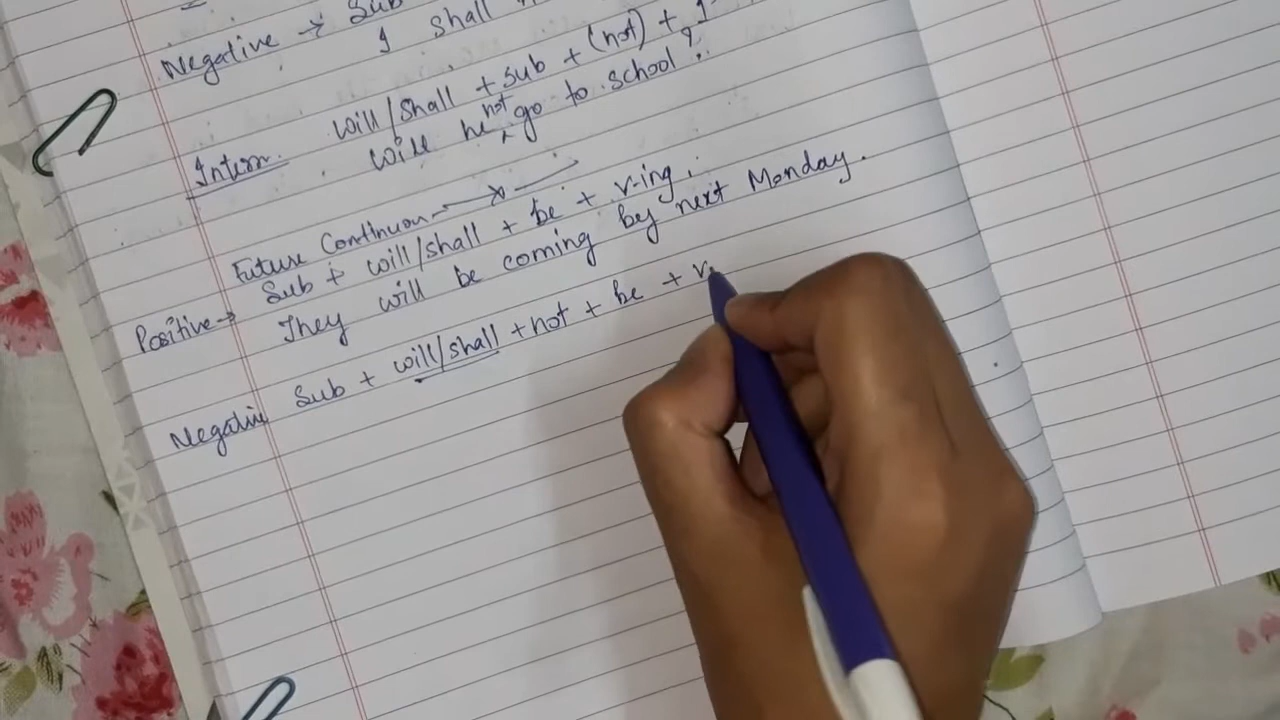 Negative → Sub
I shall
Interr. will/shall + sub + (not) +
will he not go to school?
Future Continuou
Positive → Sub + will/shall + be + v-ing.
They will be coming by next Monday.
Negative Sub + will/shall + not + be + v